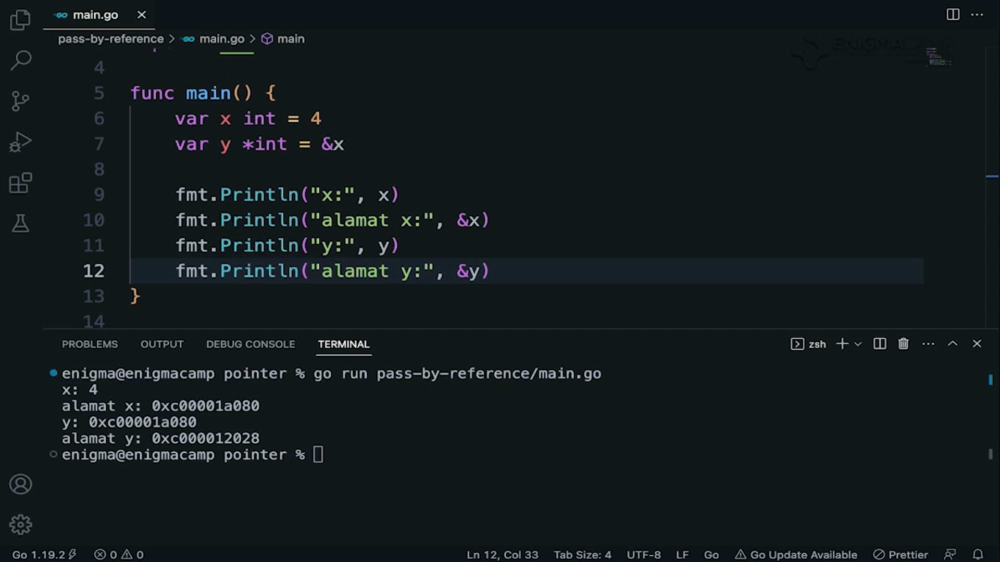 main.go
pass-by-reference > main.go > main
ENIGMACAMP
4
5 func main() {
6 var x int = 4
7 var y *int = &x
8
9 fmt.Println("x:", x)
10 fmt.Println("alamat x:", &x)
11 fmt.Println("y:", y)
12 fmt.Println("alamat y:", &y)
13 }
14
PROBLEMS OUTPUT DEBUG CONSOLE TERMINAL zsh
enigma@enigmacamp pointer % go run pass-by-reference/main.go
x: 4
alamat x: 0xc00001a080
y: 0xc00001a080
alamat y: 0xc000012028
enigma@enigmacamp pointer %
Go 1.19.2 0 0 Ln 12, Col 33 Tab Size: 4 UTF-8 LF Go Go Update Available Prettier